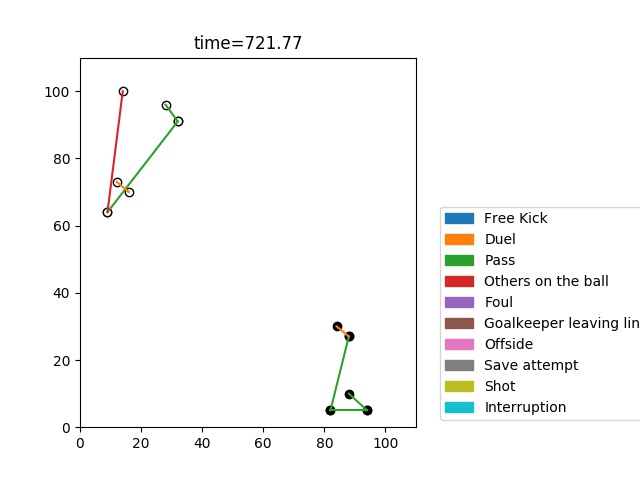 time=721.77
100
80
60
40
20
0
0 20 40 60 80 100
Free Kick
Duel
Pass
Others on the ball
Foul
Goalkeeper leaving lin
Offside
Save attempt
Shot
Interruption